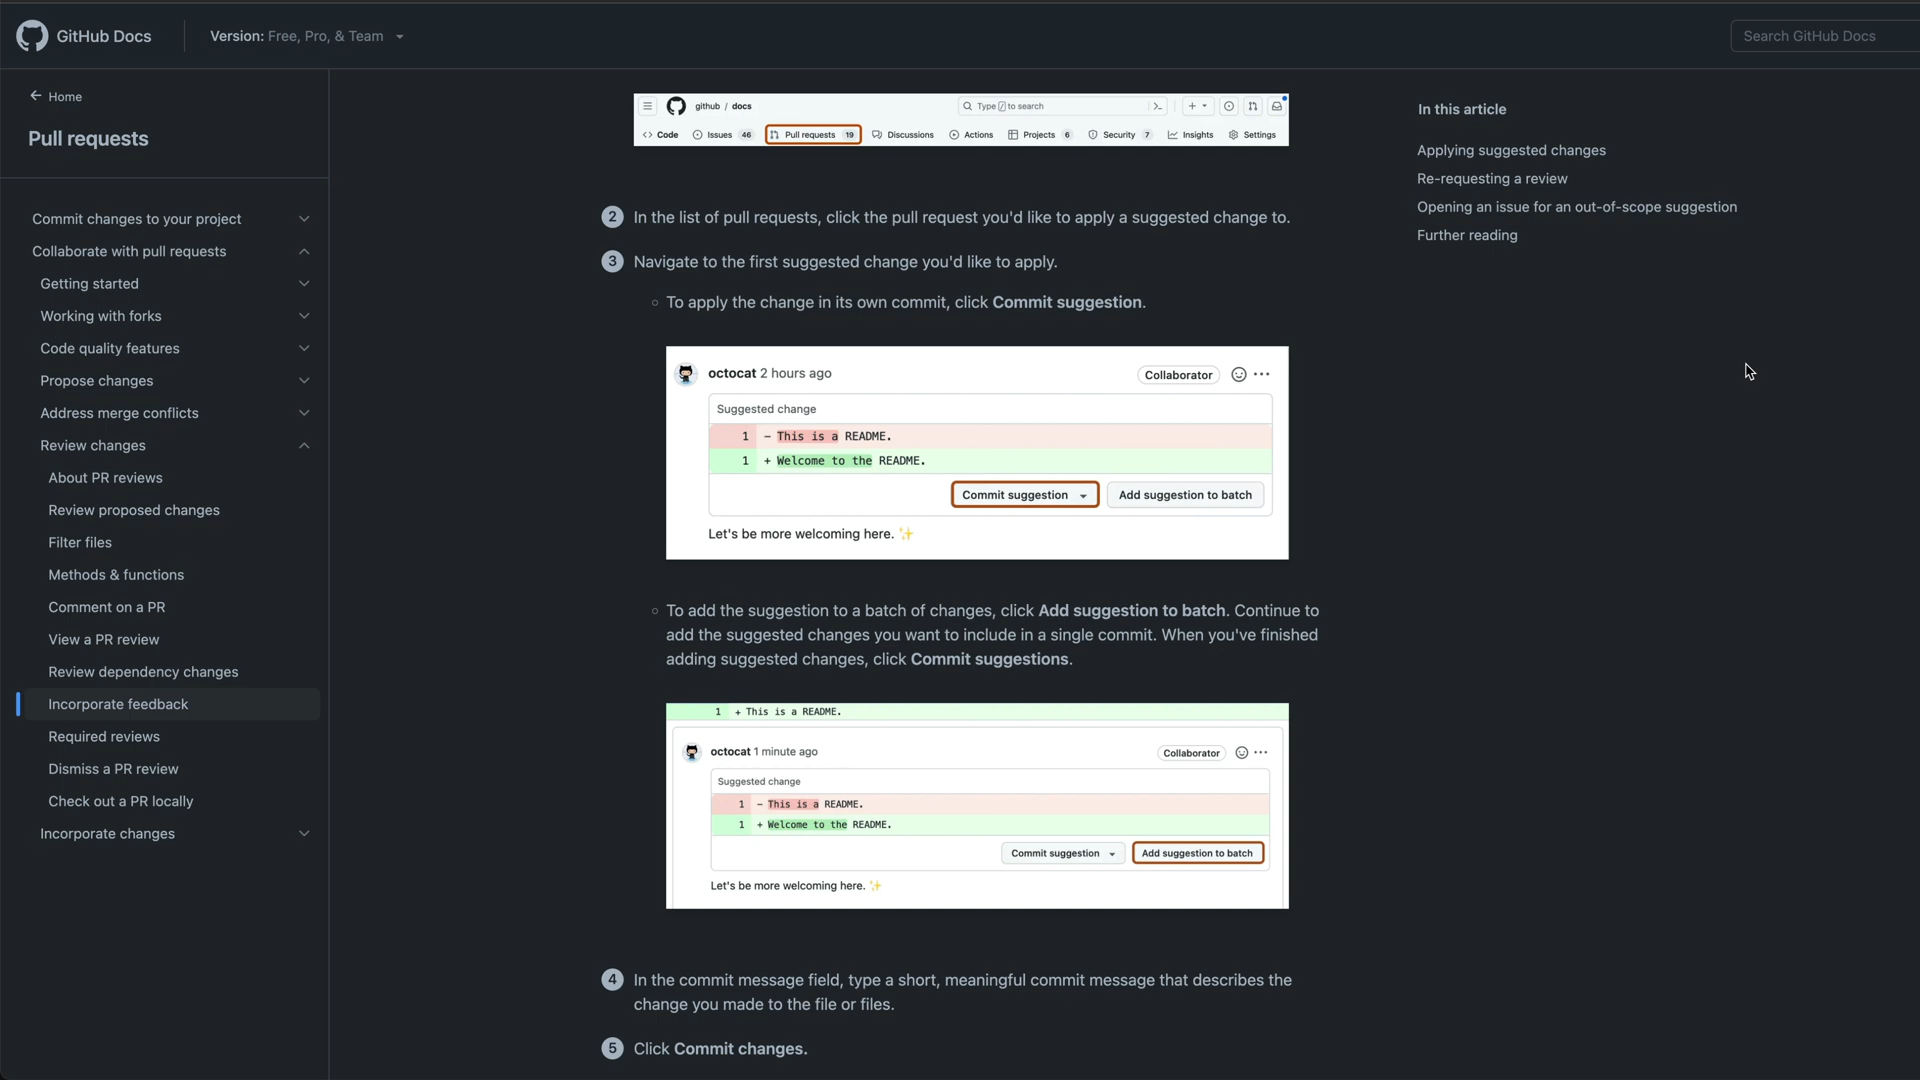 GitHub Docs
Version: Free, Pro, & Team
Search GitHub Docs
Home
Pull requests
Commit changes to your project
Collaborate with pull requests
Getting started
Working with forks
Code quality features
Propose changes
Address merge conflicts
Review changes
About PR reviews
Review proposed changes
Filter files
Methods & functions
Comment on a PR
View a PR review
Review dependency changes
Incorporate feedback
Required reviews
Dismiss a PR review
Check out a PR locally
Incorporate changes
github / docs
Type / to search
Code Issues 46 Pull requests 19 Discussions Actions Projects 6 Security 7 Insights Settings
2 In the list of pull requests, click the pull request you'd like to apply a suggested change to.
3 Navigate to the first suggested change you'd like to apply.
To apply the change in its own commit, click Commit suggestion.
octocat 2 hours ago Collaborator
Suggested change
1 - This is a README.
1 + Welcome to the README.
Commit suggestion Add suggestion to batch
Let's be more welcoming here. ✨
To add the suggestion to a batch of changes, click Add suggestion to batch. Continue to
add the suggested changes you want to include in a single commit. When you've finished
adding suggested changes, click Commit suggestions.
1 + This is a README.
octocat 1 minute ago Collaborator
Suggested change
1 - This is a README.
1 + Welcome to the README.
Commit suggestion Add suggestion to batch
Let's be more welcoming here. ✨
4 In the commit message field, type a short, meaningful commit message that describes the
change you made to the file or files.
5 Click Commit changes.
In this article
Applying suggested changes
Re-requesting a review
Opening an issue for an out-of-scope suggestion
Further reading